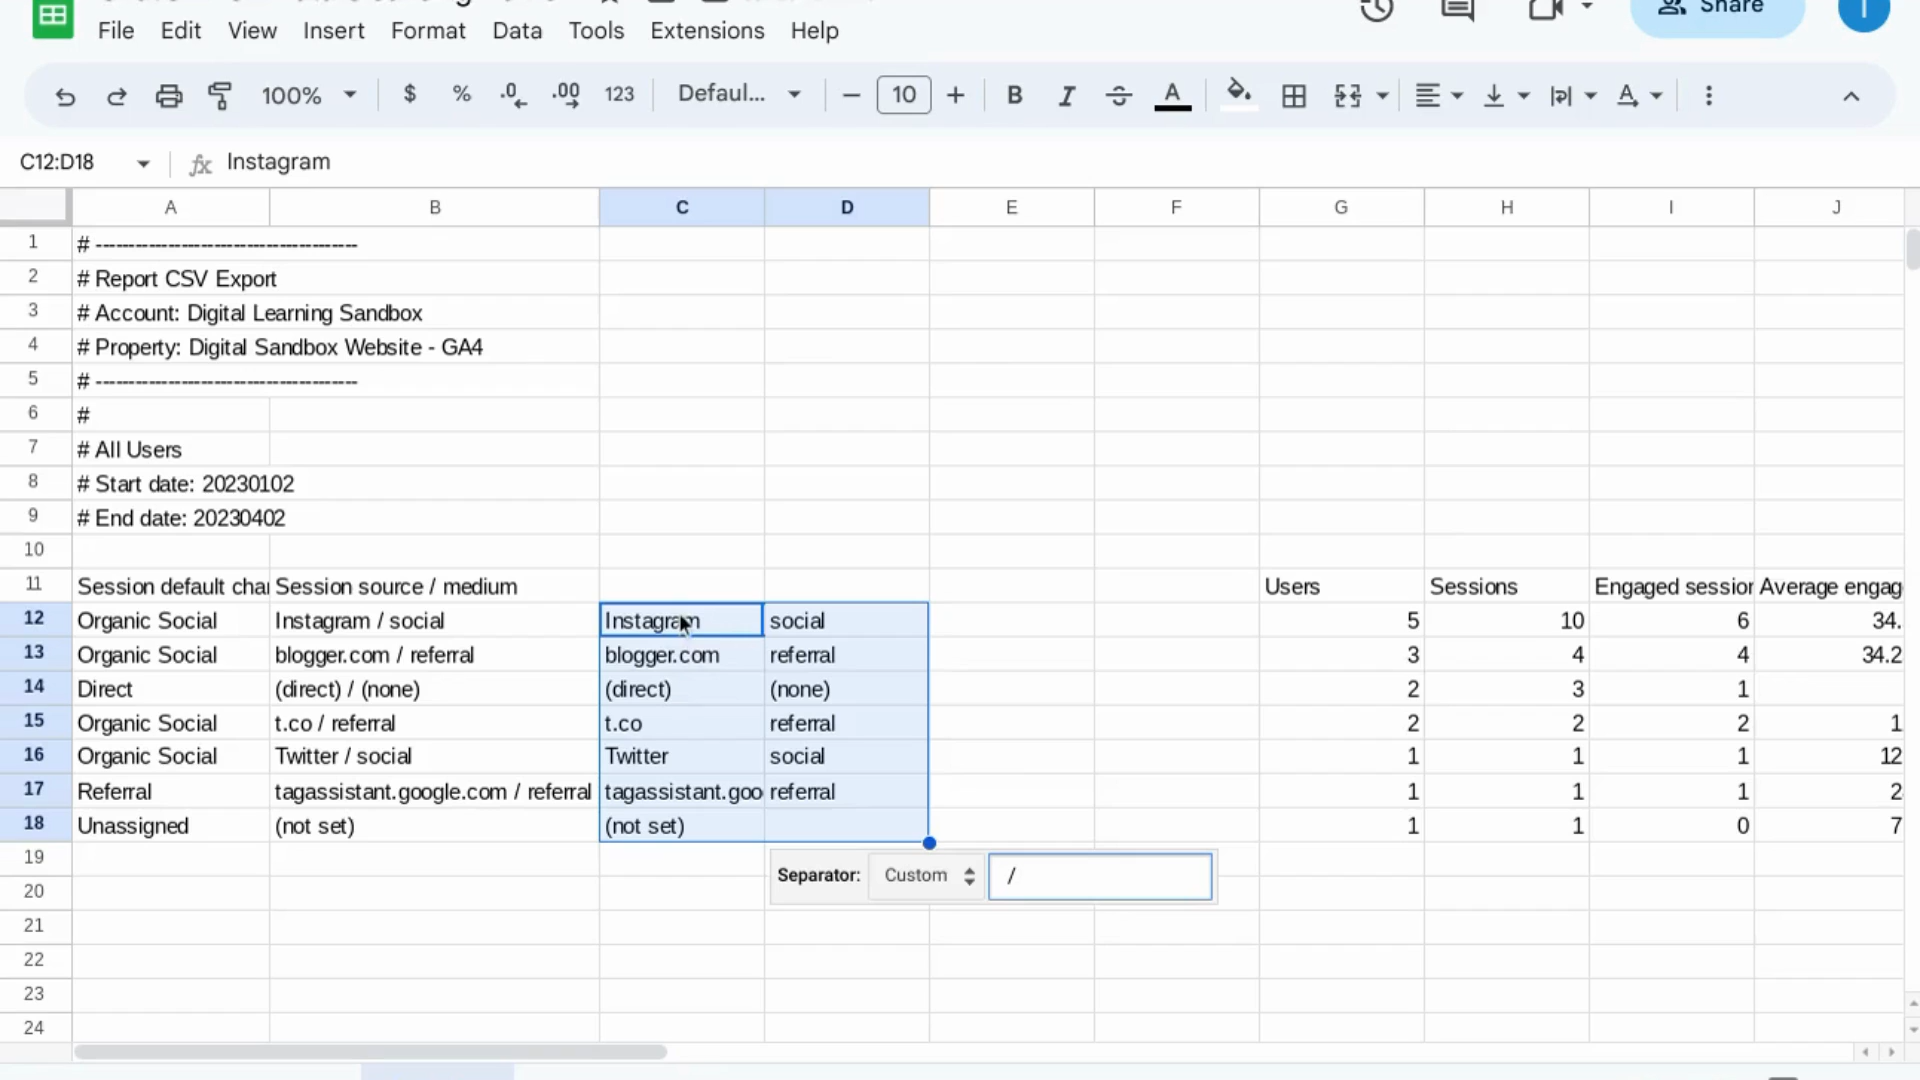 File Edit View Insert Format Data Tools Extensions Help
Share
100% $ % .0 .00 123 Defaul... − 10 + B I A
C12:D18 fx Instagram
A B C D E F G H I J
1 # ---------------------------------------
2 # Report CSV Export
3 # Account: Digital Learning Sandbox
4 # Property: Digital Sandbox Website - GA4
5 # ---------------------------------------
6 #
7 # All Users
8 # Start date: 20230102
9 # End date: 20230402
10
11 Session default chan Session source / medium Users Sessions Engaged session Average engag
12 Organic Social Instagram / social Instagram social 5 10 6 34.
13 Organic Social blogger.com / referral blogger.com referral 3 4 4 34.2
14 Direct (direct) / (none) (direct) (none) 2 3 1
15 Organic Social t.co / referral t.co referral 2 2 2 1
16 Organic Social Twitter / social Twitter social 1 1 1 12
17 Referral tagassistant.google.com / referral tagassistant.goo referral 1 1 1 2
18 Unassigned (not set) (not set) 1 1 0 7
19
Separator: Custom /
20
21
22
23
24